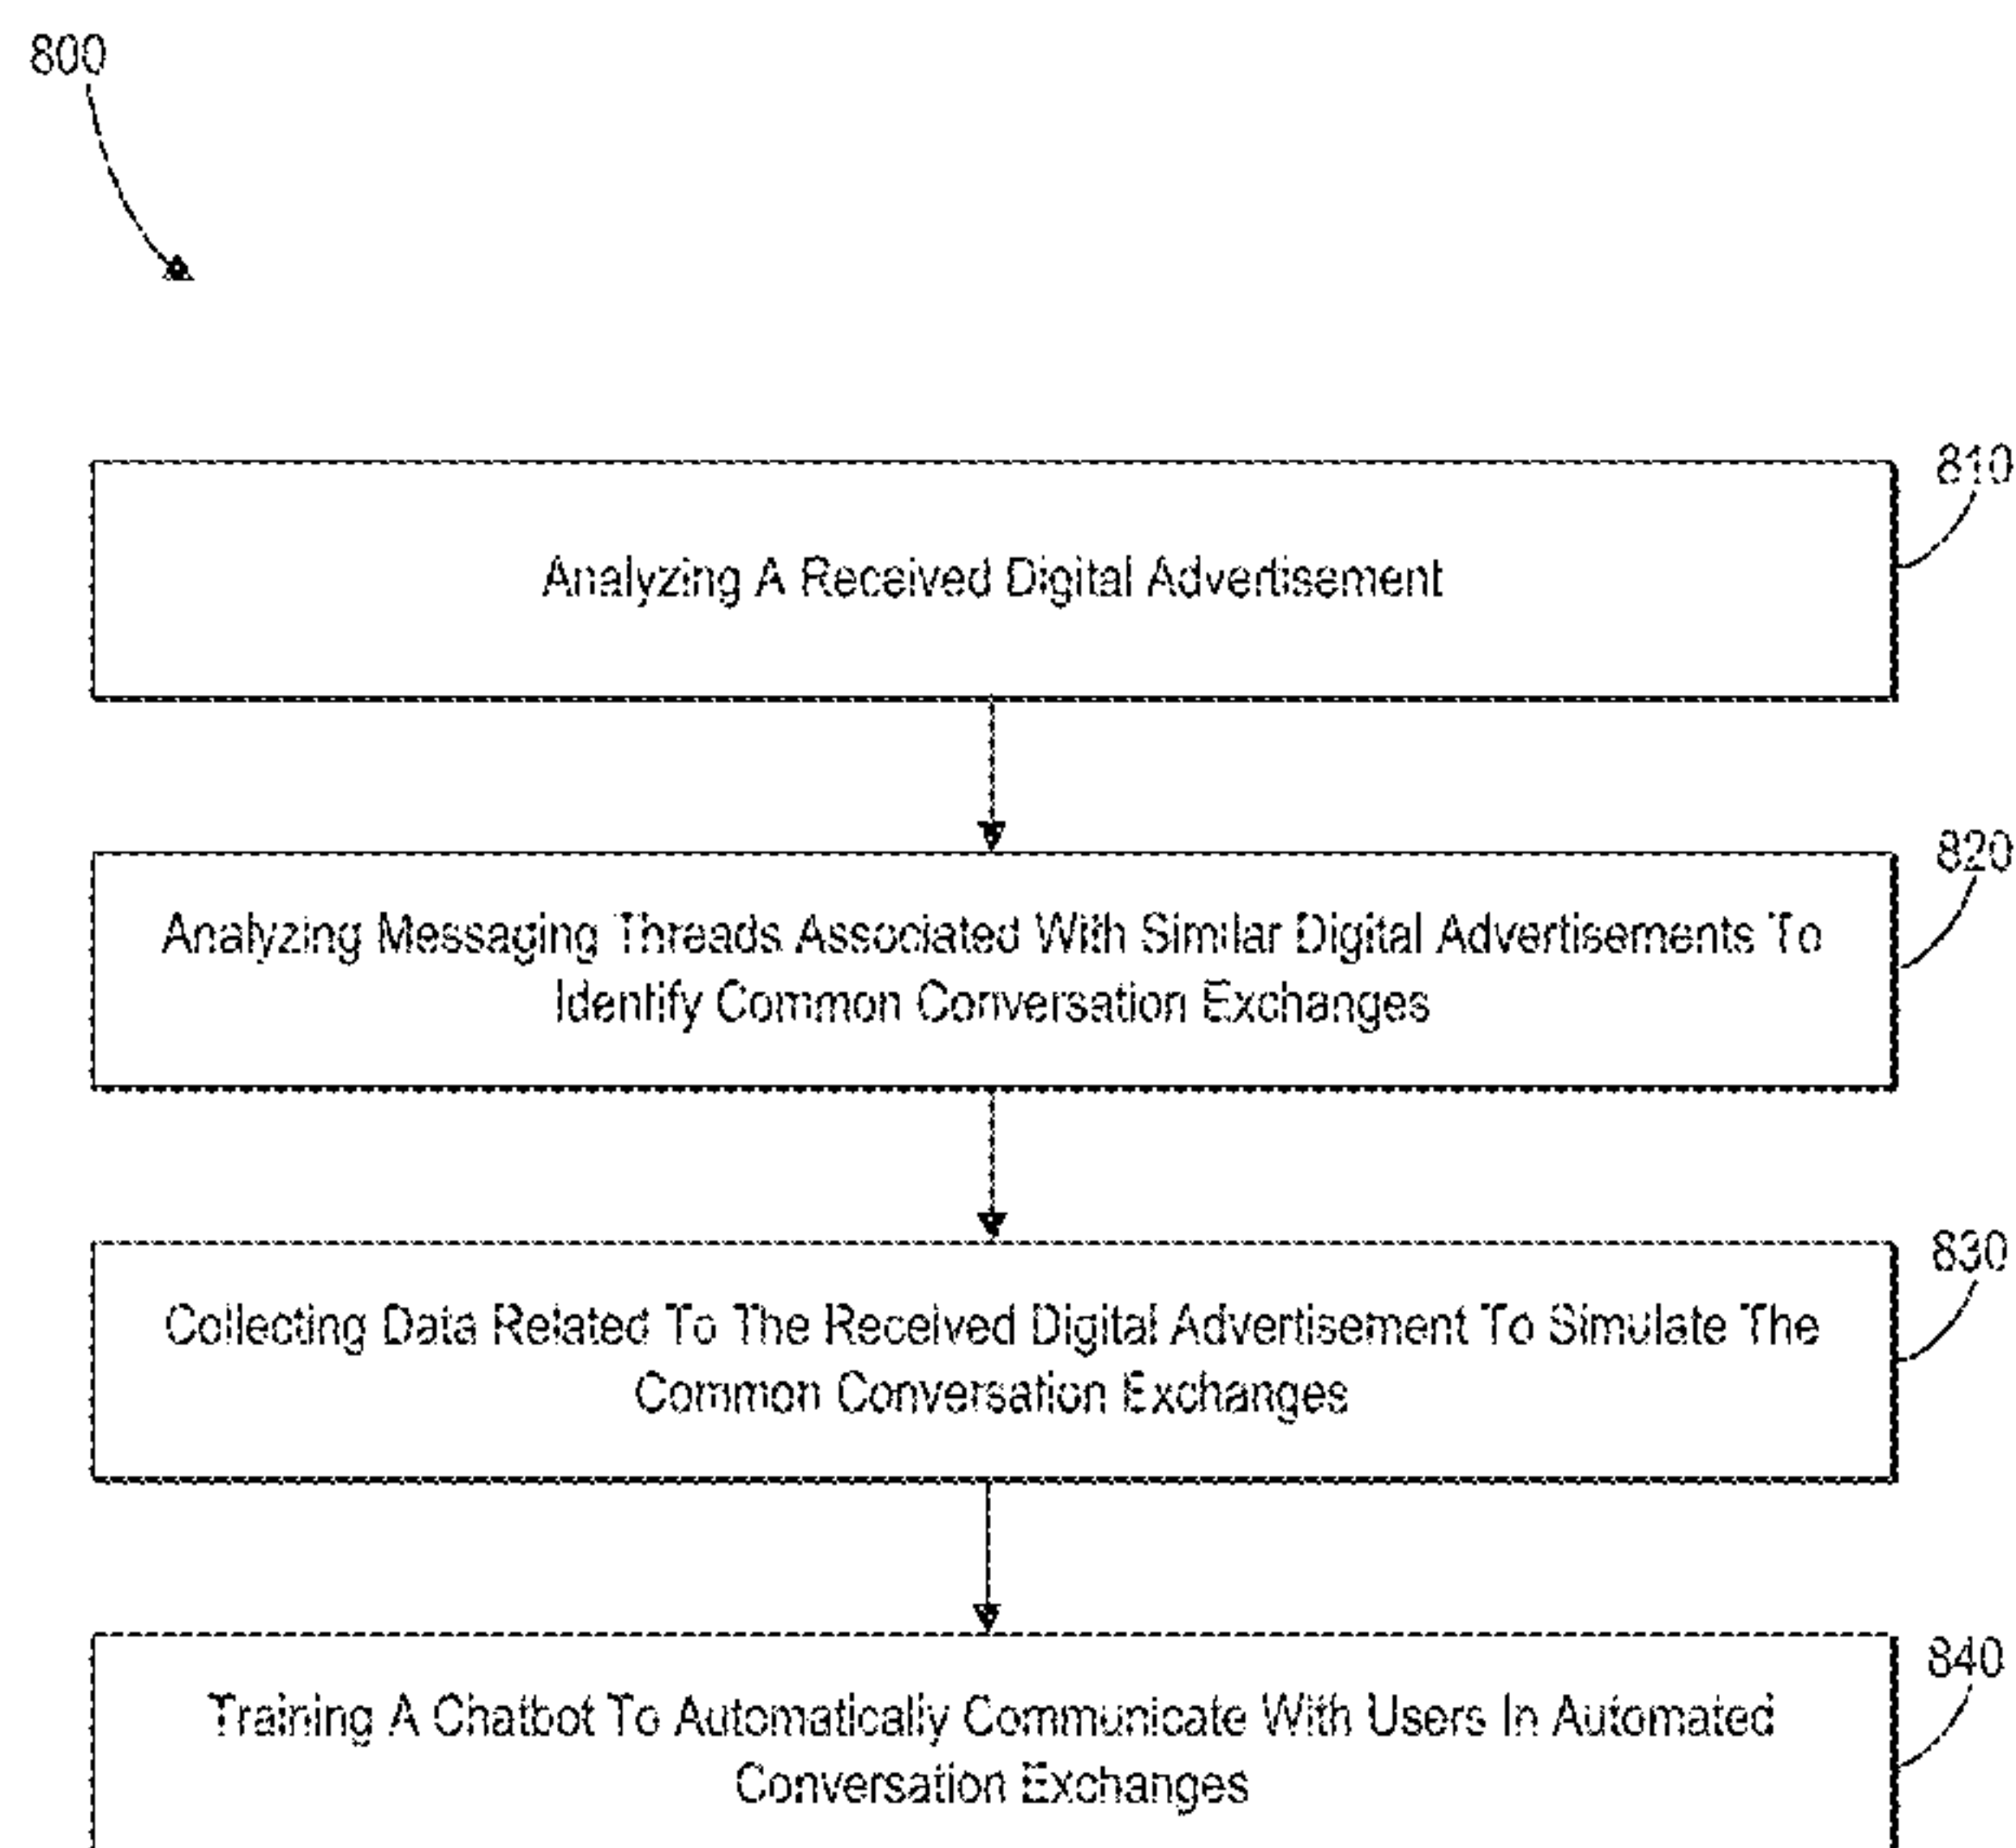 800
810
Analyzing A Received Digital Advertisement
820
Analyzing Messaging Threads Associated With Similar Digital Advertisements To
Identify Common Conversation Exchanges
830
Collecting Data Related To The Received Digital Advertisement To Simulate The
Common Conversation Exchanges
840
Training A Chatbot To Automatically Communicate With Users In Automated
Conversation Exchanges